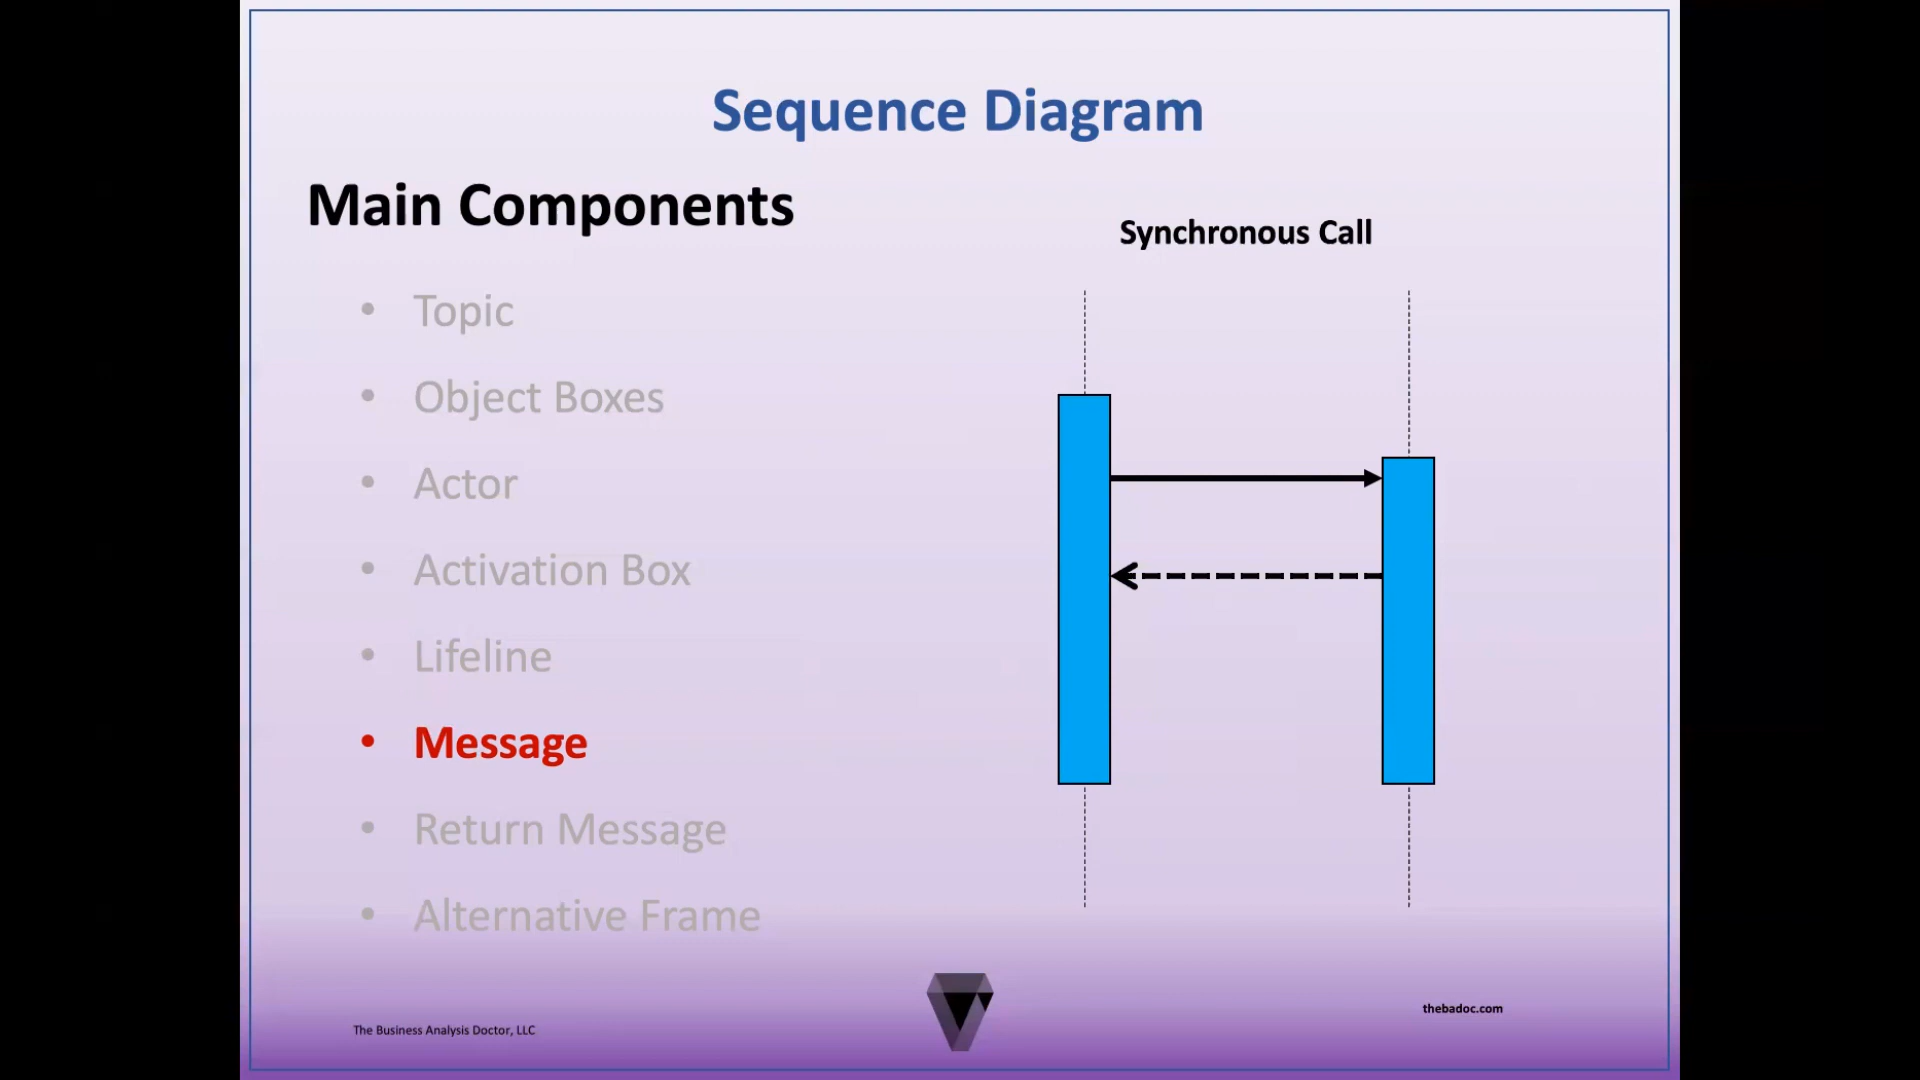 Sequence Diagram
Main Components
Synchronous Call
• Topic
• Object Boxes
• Actor
• Activation Box
• Lifeline
• Message
• Return Message
• Alternative Frame
The Business Analysis Doctor, LLC
thebadoc.com